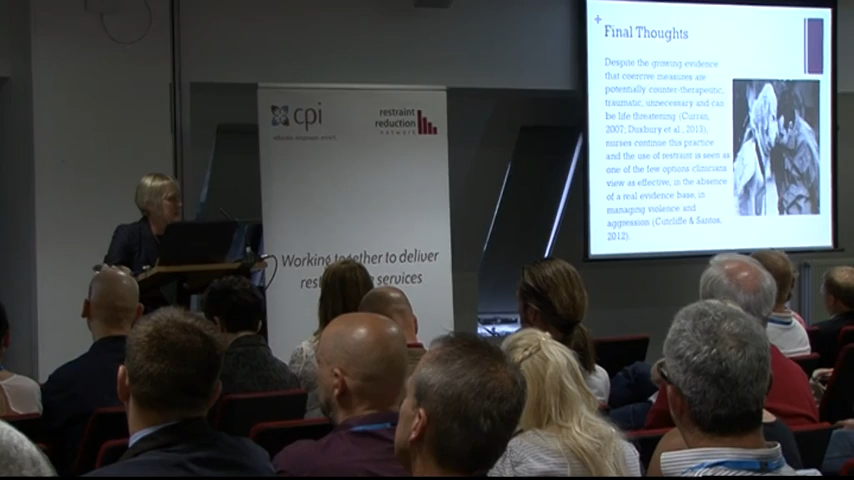 cpi
educate. empower. enrich.
restraint
reduction
network
Working together to deliver
services
+
Final Thoughts
Despite the growing evidence
that coercive measures are
potentially counter-therapeutic,
traumatic, unnecessary and can
be life threatening (Curran,
2007; Duxbury et al., 2013),
nurses continue this practice
and the use of restraint is seen as
one of the few options clinicians
view as effective, in the absence
of a real evidence base, in
managing violence and
aggression (Cutcliffe & Santos,
2012).